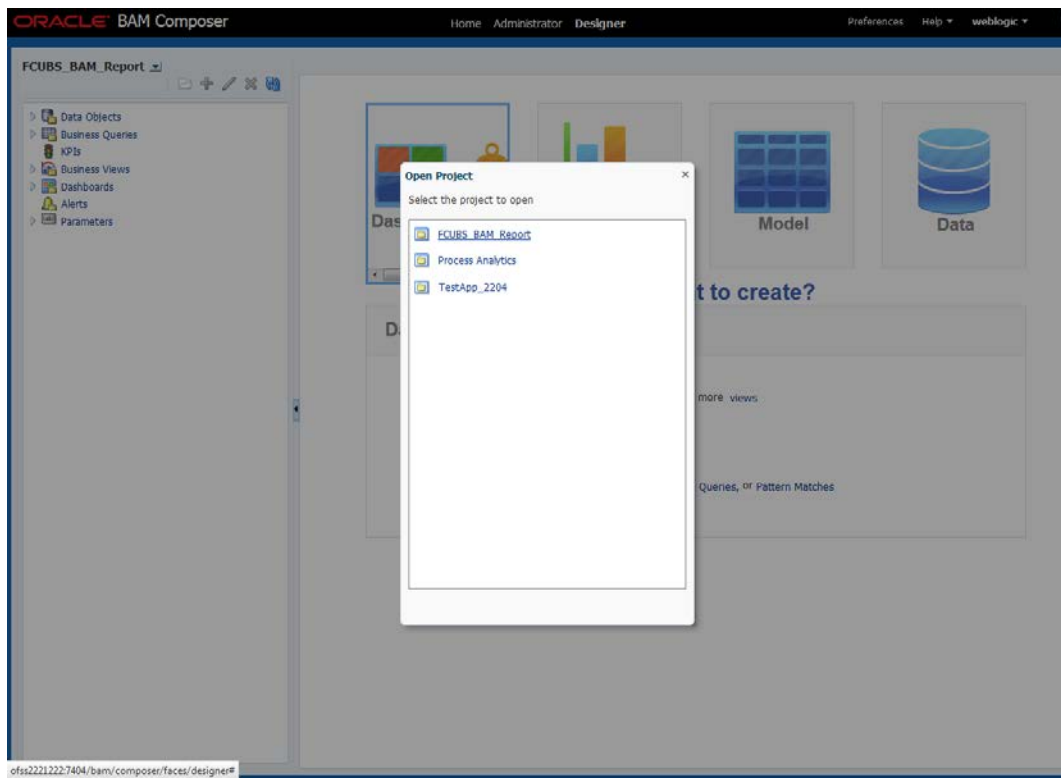 ORACLE BAM Composer
Home Administrator Designer
Preferences Help weblogic
FCUBS_BAM_Report
Data Objects
Business Queries
KPIs
Business Views
Dashboards
Alerts
Parameters
Das
Model
Data
Open Project ×
Select the project to open
FCUBS_BAM_Report
Process Analytics
TestApp_2204
t to create?
D
more views
Queries, or Pattern Matches
ofss2221222:7404/bam/composer/faces/designer#